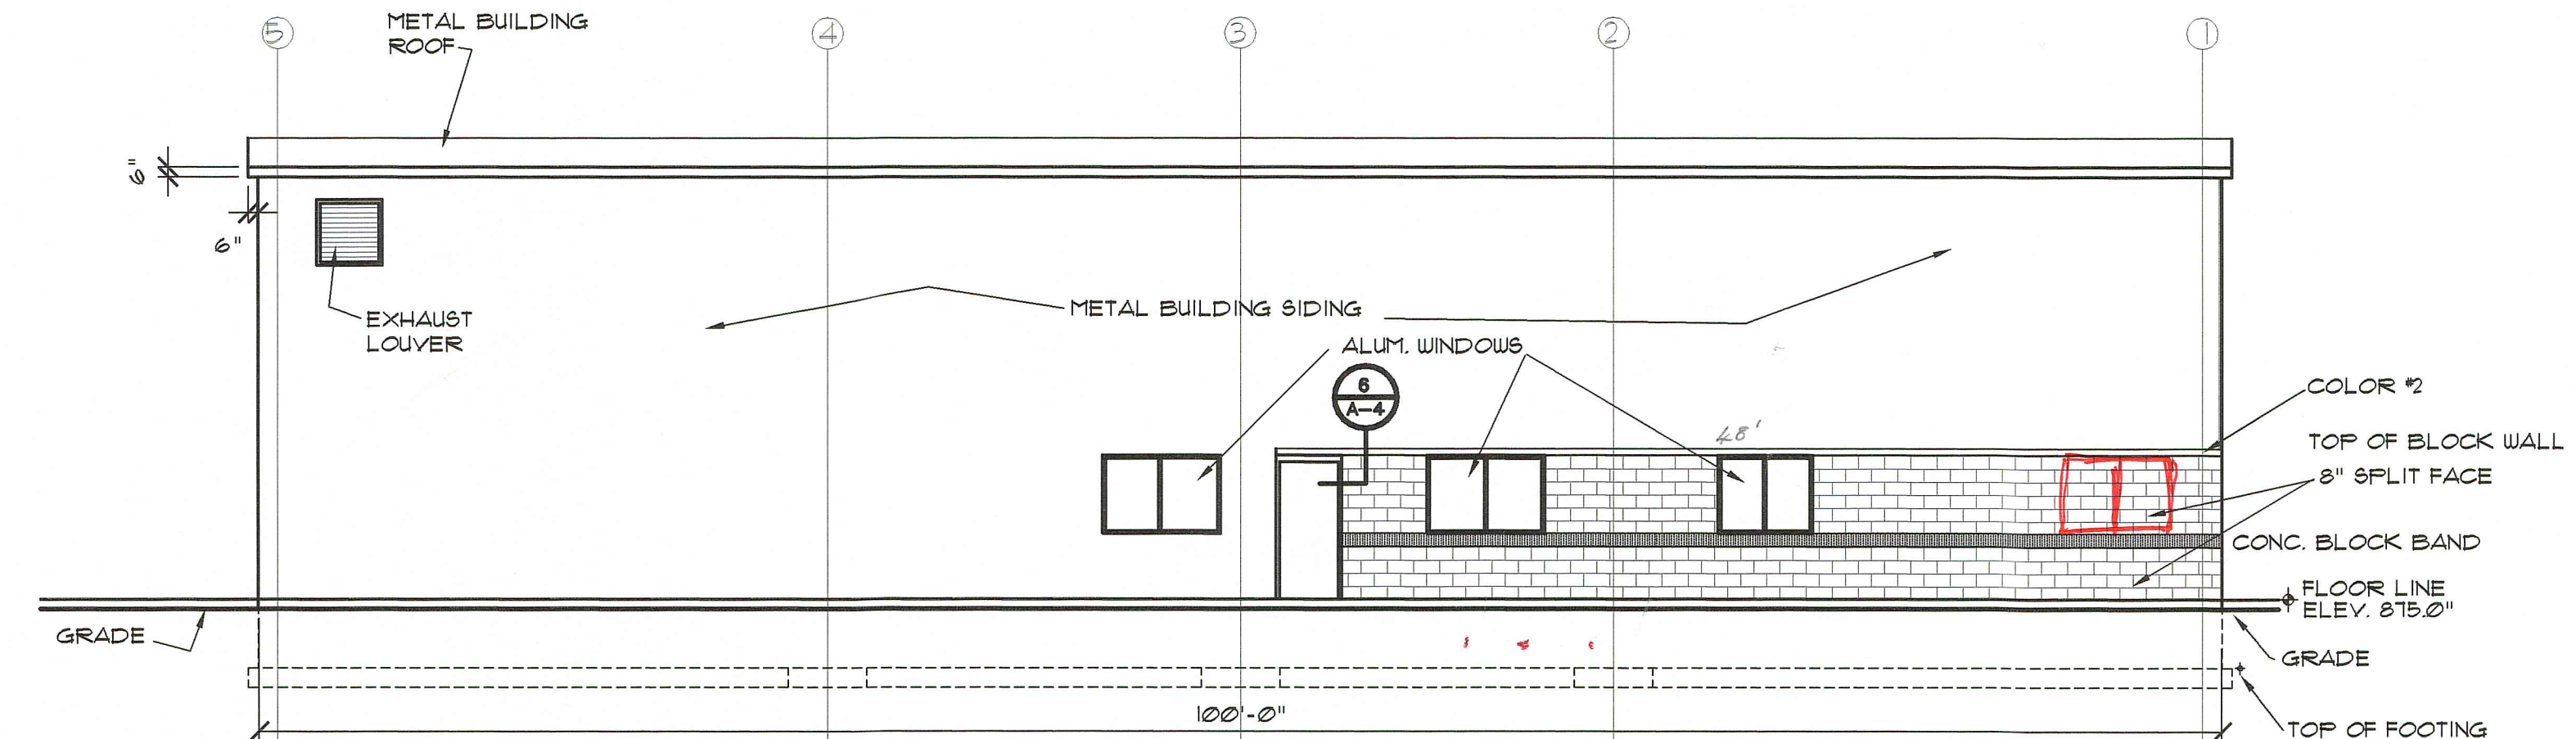 5
4
3
2
1
METAL BUILDING
ROOF
6"
6"
EXHAUST
LOUVER
METAL BUILDING SIDING
ALUM. WINDOWS
6
A-4
48'
COLOR #2
TOP OF BLOCK WALL
8" SPLIT FACE
CONC. BLOCK BAND
FLOOR LINE
ELEV. 875.0"
GRADE
GRADE
100'-0"
TOP OF FOOTING